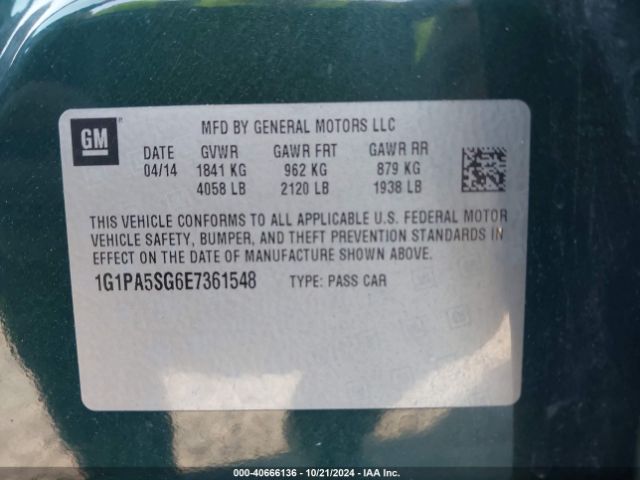 GM
MFD BY GENERAL MOTORS LLC
DATE GVWR GAWR FRT GAWR RR
04/14 1841 KG 962 KG 879 KG
4058 LB 2120 LB 1938 LB
THIS VEHICLE CONFORMS TO ALL APPLICABLE U.S. FEDERAL MOTOR
VEHICLE SAFETY, BUMPER, AND THEFT PREVENTION STANDARDS IN
EFFECT ON THE DATE OF MANUFACTURE SHOWN ABOVE.
1G1PA5SG6E7361548 TYPE: PASS CAR
000-40666136 - 10/21/2024 - IAA Inc.